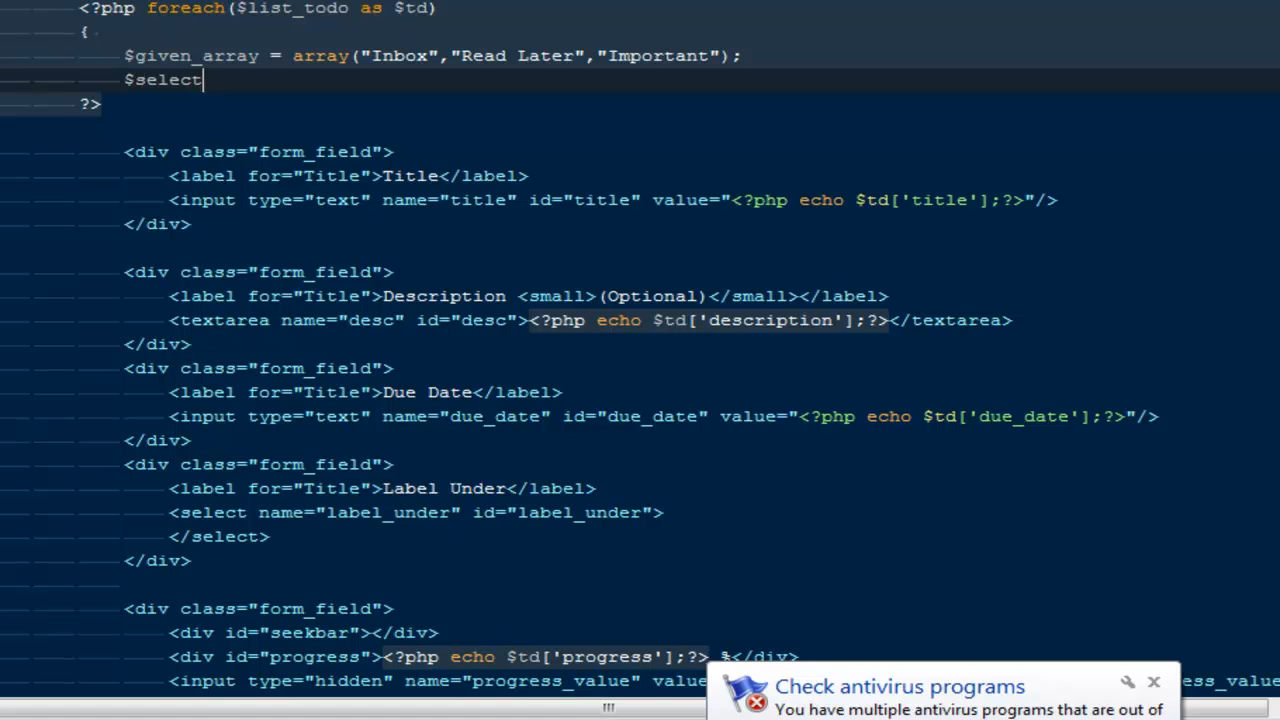 <?php foreach($list_todo as $td)
{
$given_array = array("Inbox","Read Later","Important");
$select
?>
<div class="form_field">
<label for="Title">Title</label>
<input type="text" name="title" id="title" value="<?php echo $td['title'];?>"/>
</div>
<div class="form_field">
<label for="Title">Description <small>(Optional)</small></label>
<textarea name="desc" id="desc"><?php echo $td['description'];?></textarea>
</div>
<div class="form_field">
<label for="Title">Due Date</label>
<input type="text" name="due_date" id="due_date" value="<?php echo $td['due_date'];?>"/>
</div>
<div class="form_field">
<label for="Title">Label Under</label>
<select name="label_under" id="label_under">
</select>
</div>
<div class="form_field">
<div id="seekbar"></div>
<div id="progress"><?php echo $td['progress'];?> %</div>
<input type="hidden" name="progress_value" value ess_value
Check antivirus programs
You have multiple antivirus programs that are out of